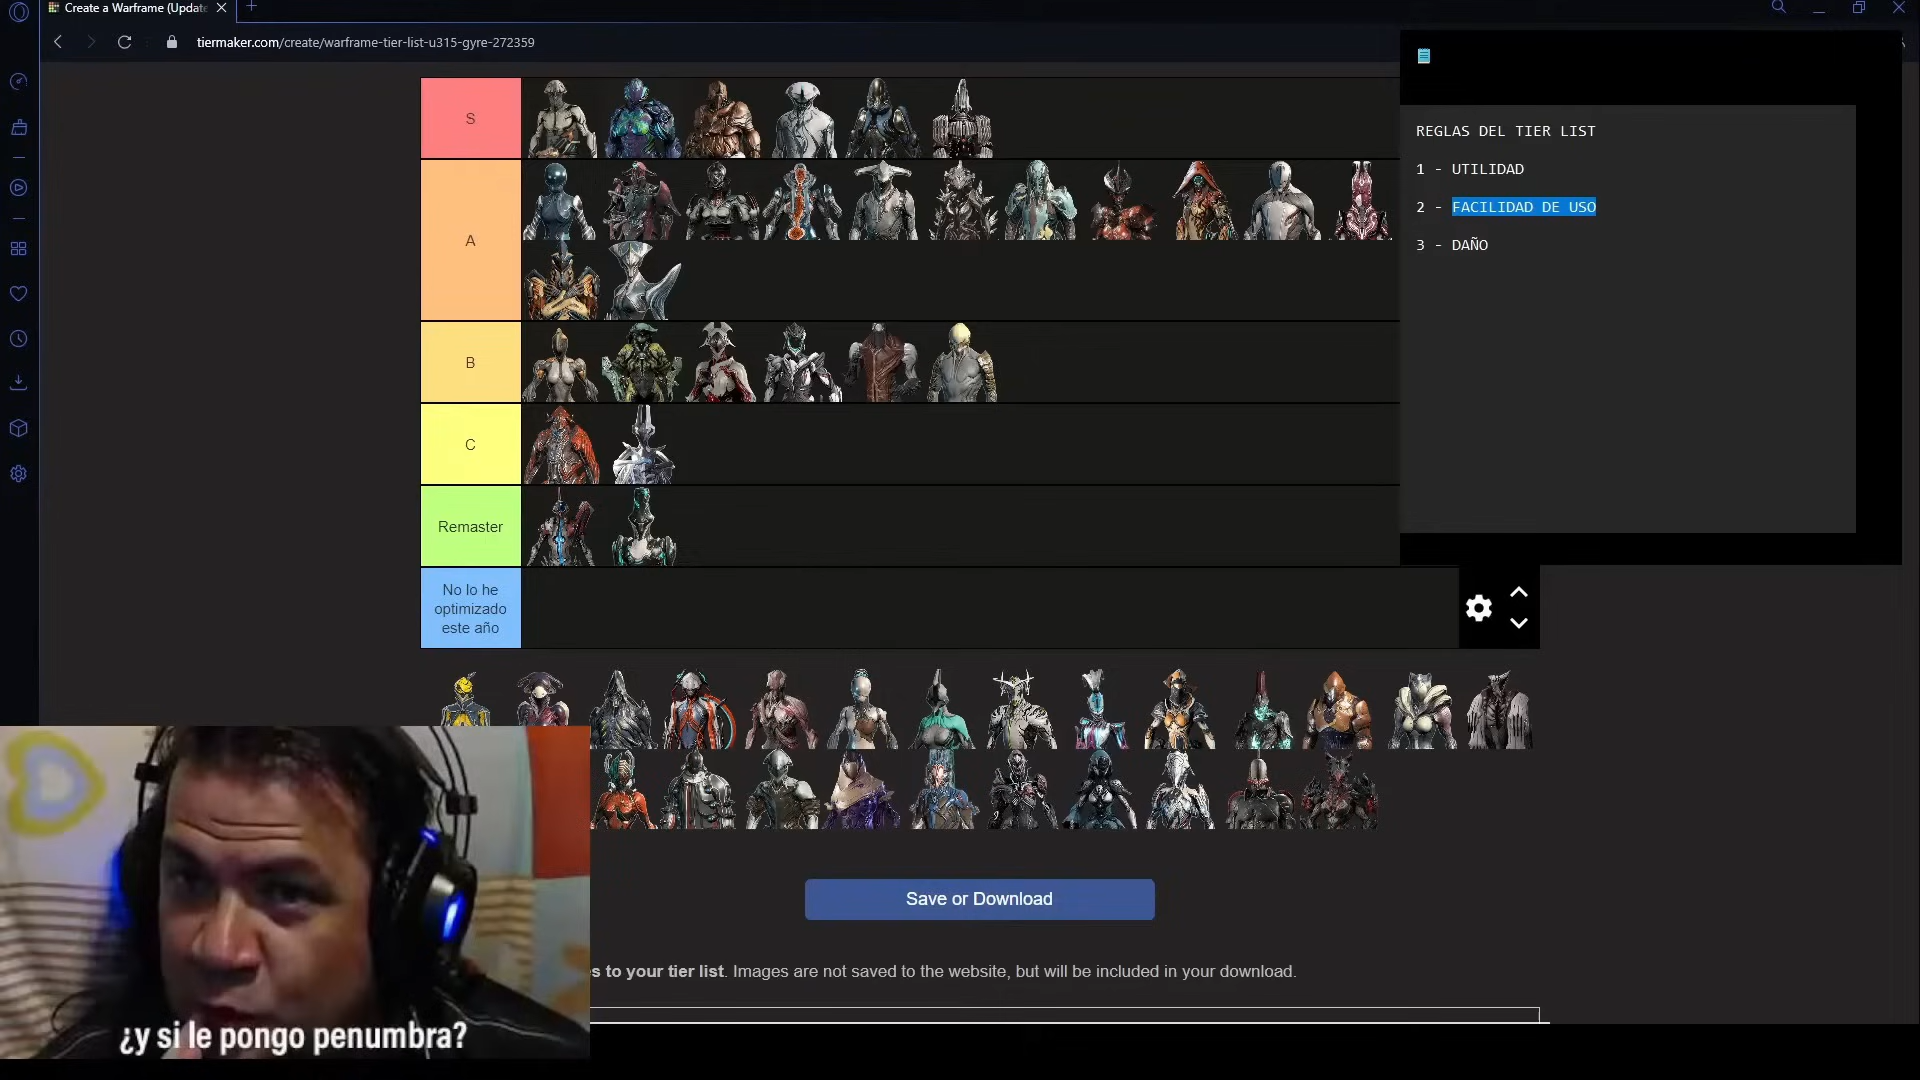 Create a Warframe (Updat
tiermaker.com/create/warframe-tier-list-u315-gyre-272359
S
A
B
C
Remaster
No lo he
optimizado
este año
REGLAS DEL TIER LIST
1 - UTILIDAD
2 - FACILIDAD DE USO
3 - DAÑO
Save or Download
s to your tier list. Images are not saved to the website, but will be included in your download.
¿y si le pongo penumbra?